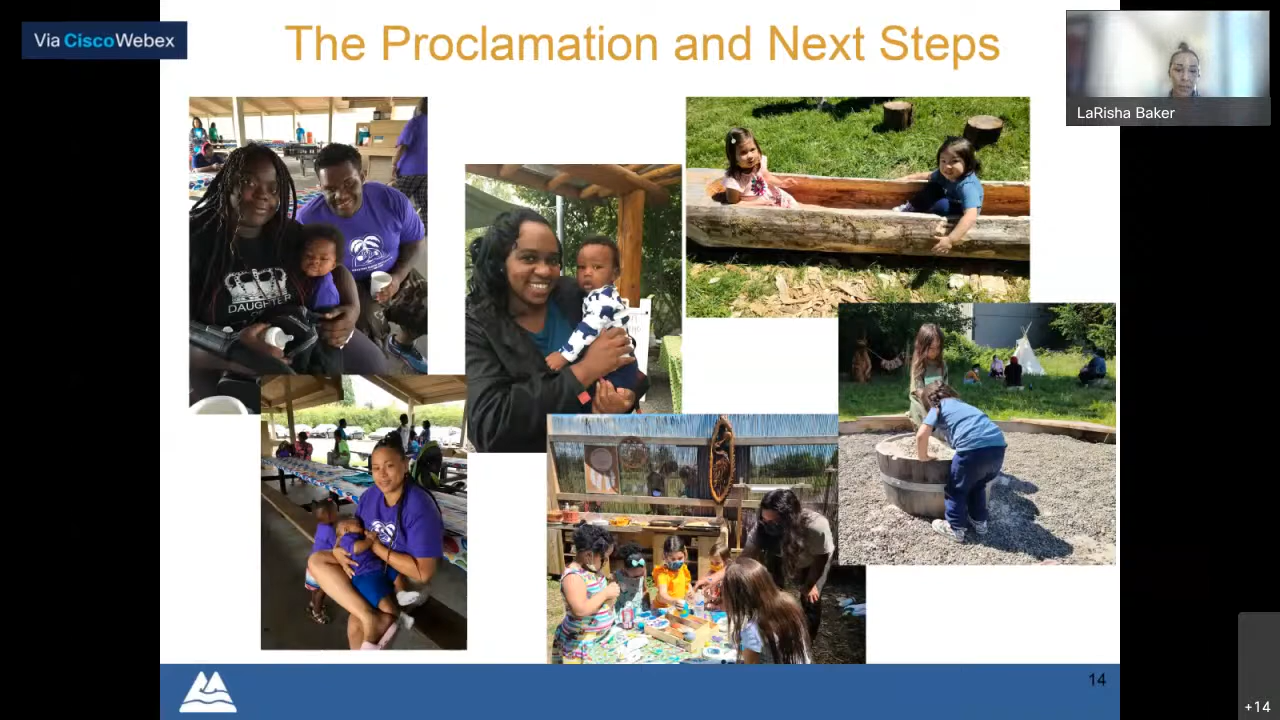 Via CiscoWebex
The Proclamation and Next Steps
LaRisha Baker
DAUGHTER
14
+14